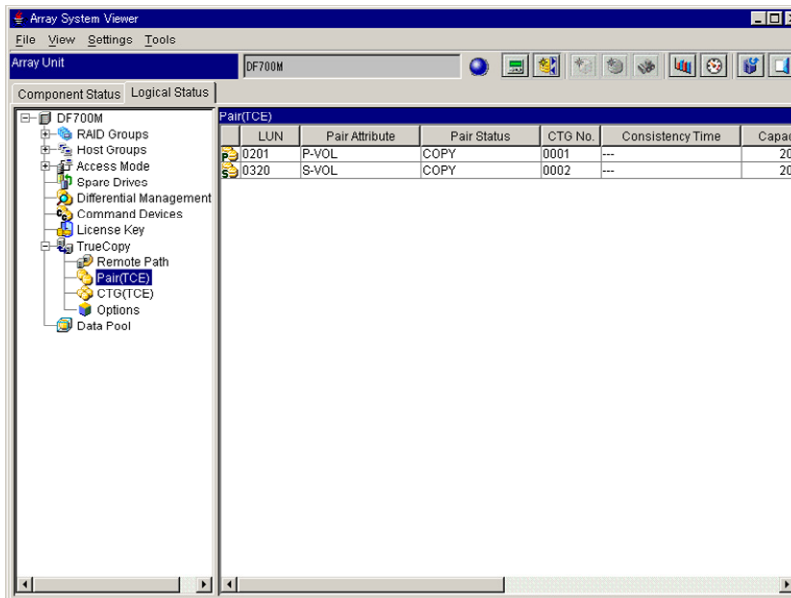 Array System Viewer
File View Settings Tools
Array Unit
DF700M
Component Status Logical Status
DF700M
RAID Groups
Host Groups
Access Mode
Spare Drives
Differential Management
Command Devices
License Key
TrueCopy
Remote Path
Pair(TCE)
CTG(TCE)
Options
Data Pool
Pair(TCE)
LUN Pair Attribute Pair Status CTG No. Consistency Time Capac
P 0201 P-VOL COPY 0001 --- 20
S 0320 S-VOL COPY 0002 --- 20